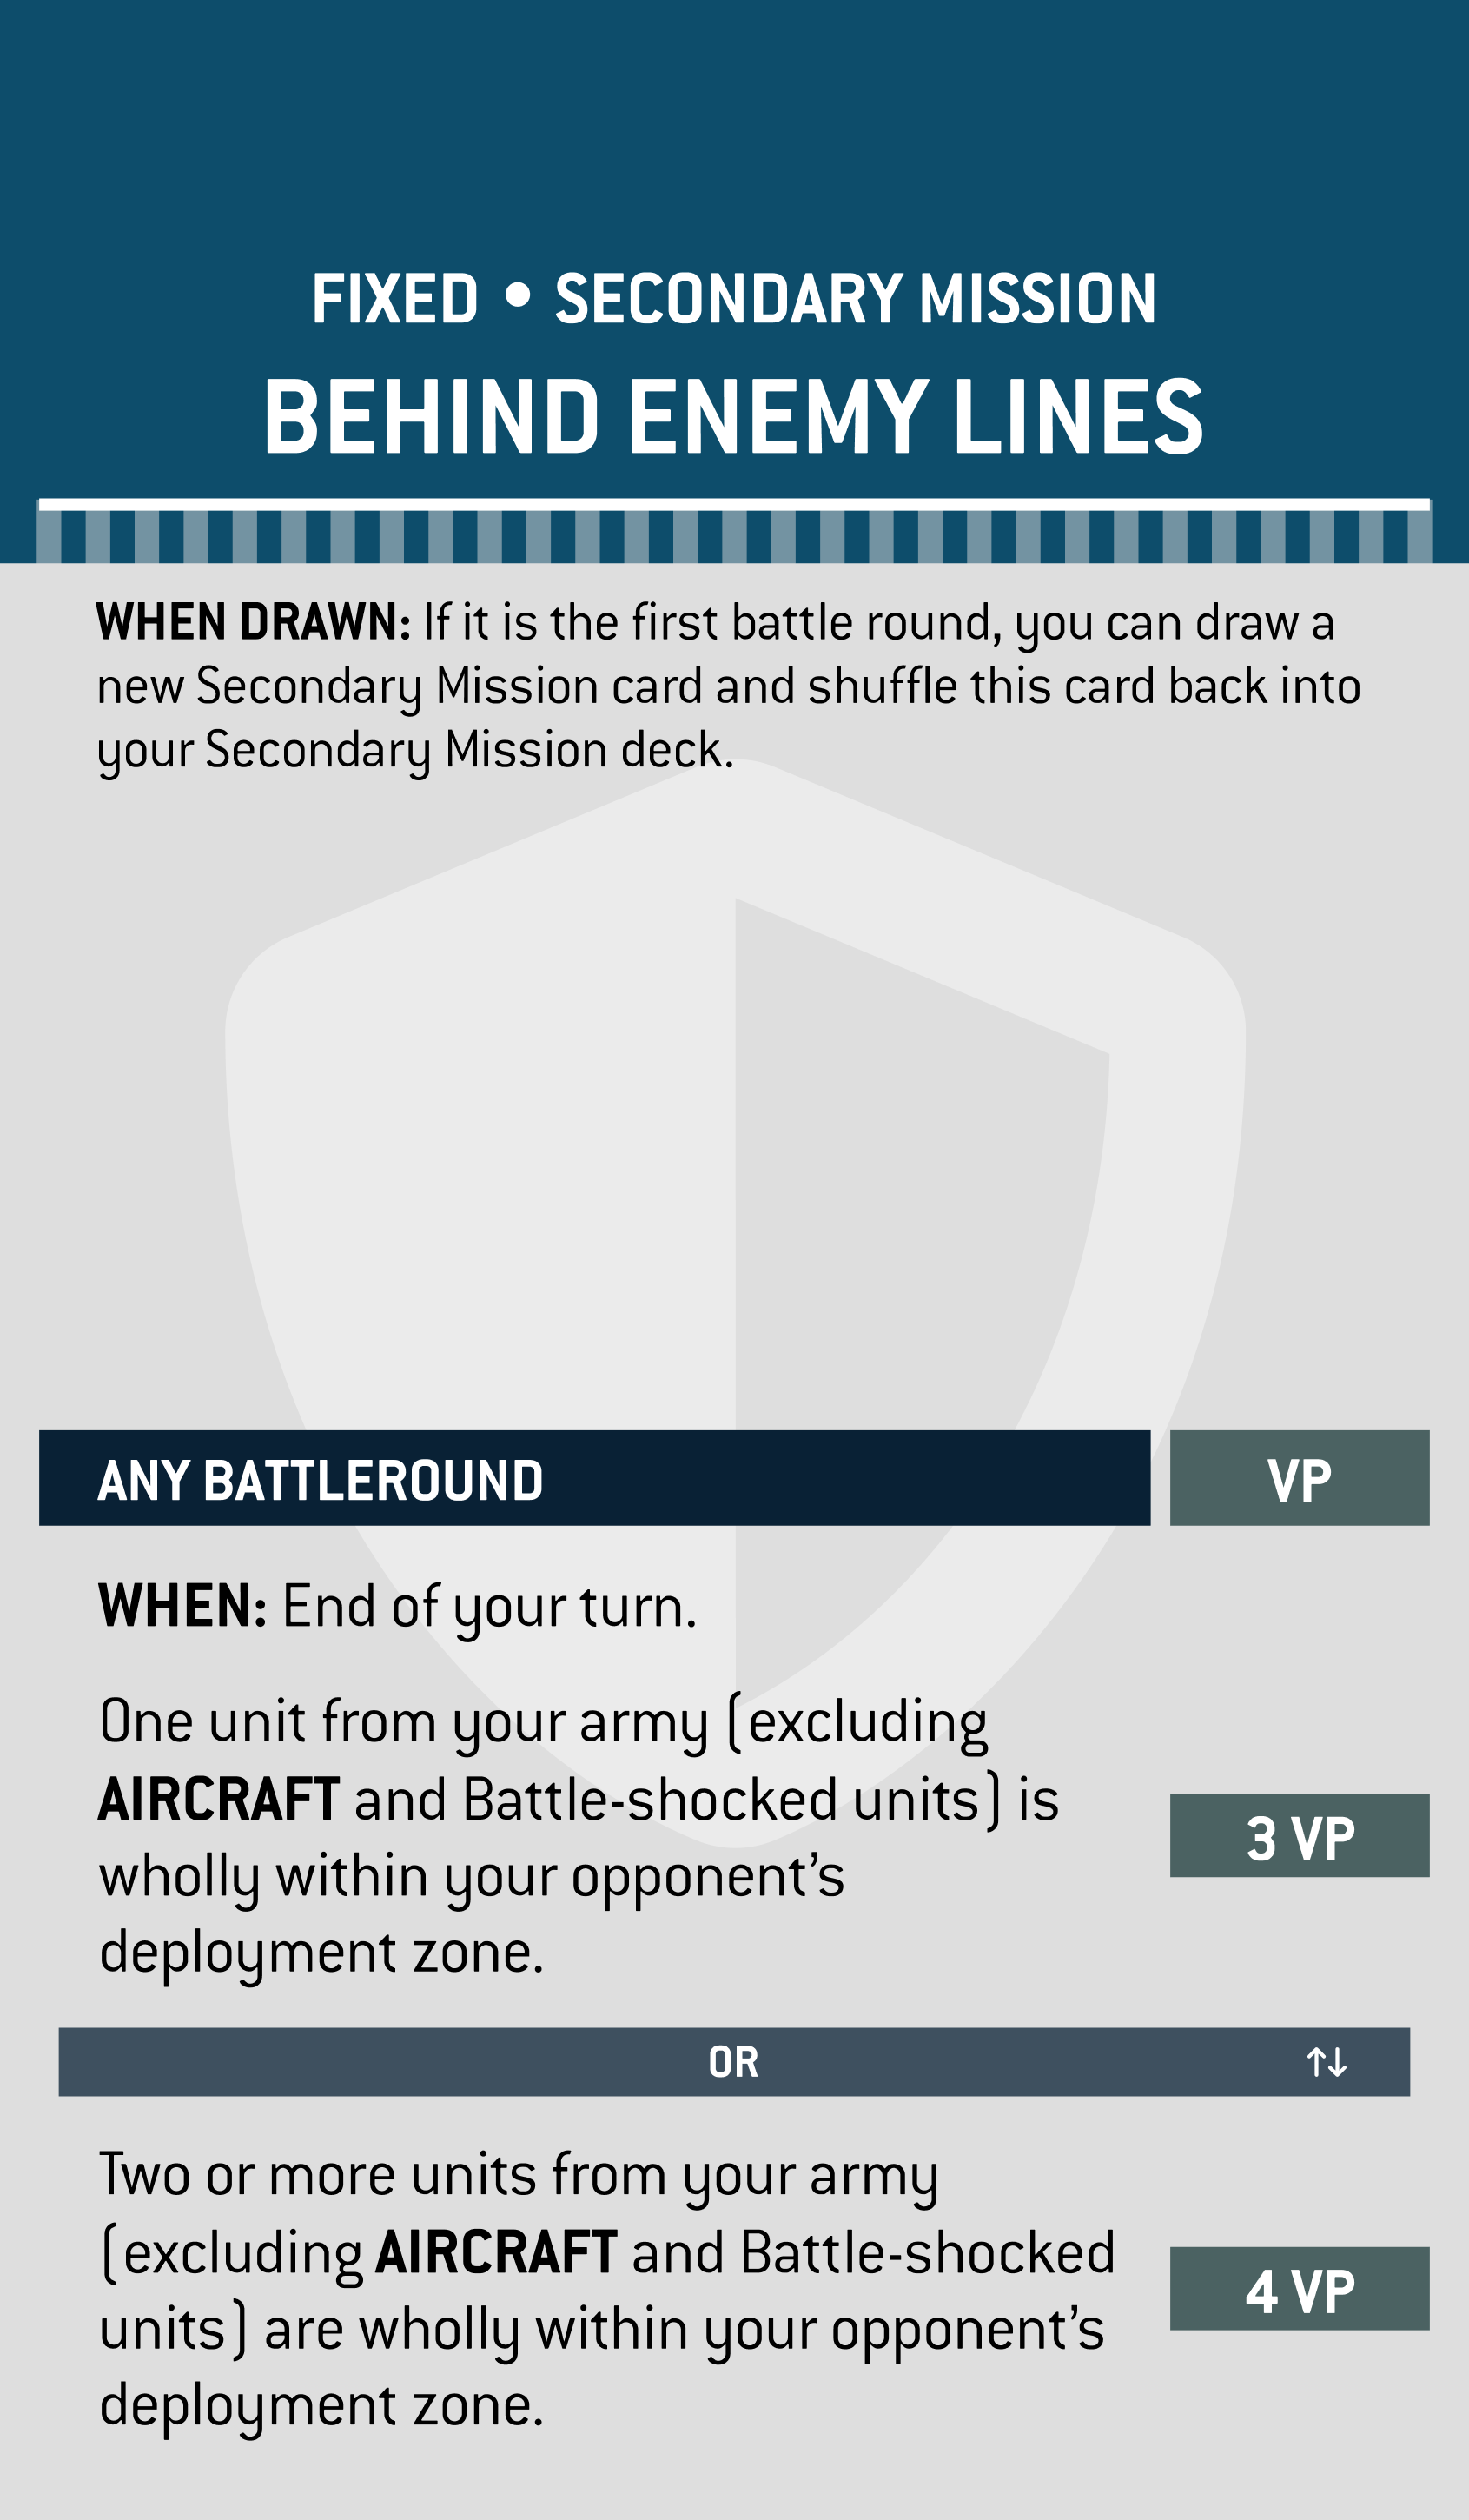 FIXED • SECONDARY MISSION
BEHIND ENEMY LINES
WHEN DRAWN: If it is the first battle round, you can draw a
new Secondary Mission card and shuffle this card back into
your Secondary Mission deck.
ANY BATTLEROUND
VP
WHEN: End of your turn.
One unit from your army (excluding
AIRCRAFT and Battle-shocked units) is
wholly within your opponent’s
deployment zone.
3 VP
OR ↑↓
Two or more units from your army
(excluding AIRCRAFT and Battle-shocked
units) are wholly within your opponent’s
deployment zone.
4 VP